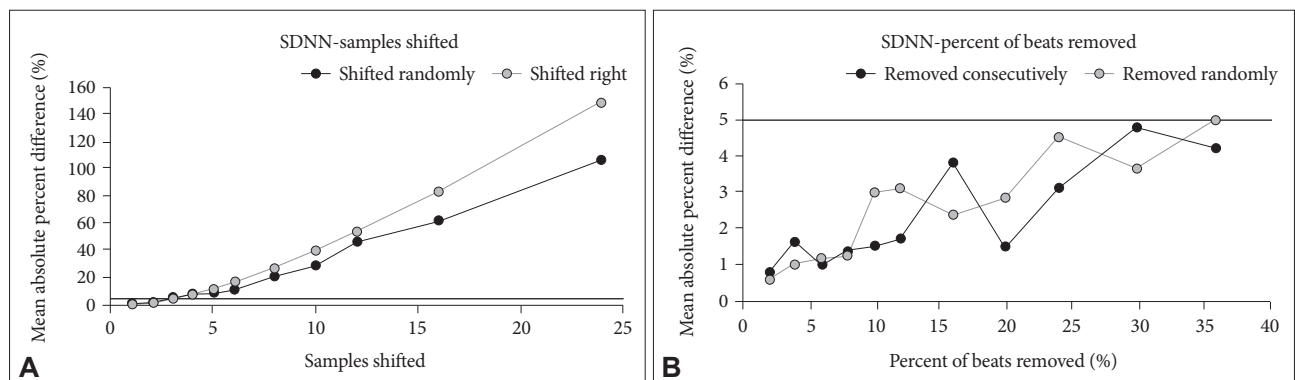 SDNN-samples shifted
Shifted randomly Shifted right
Mean absolute percent difference (%)
160
140
120
100
80
60
40
20
0
0 5 10 15 20 25
Samples shifted
A
SDNN-percent of beats removed
Removed consecutively Removed randomly
Mean absolute percent difference (%)
6
5
4
3
2
1
0
0 5 10 15 20 25 30 35 40
Percent of beats removed (%)
B